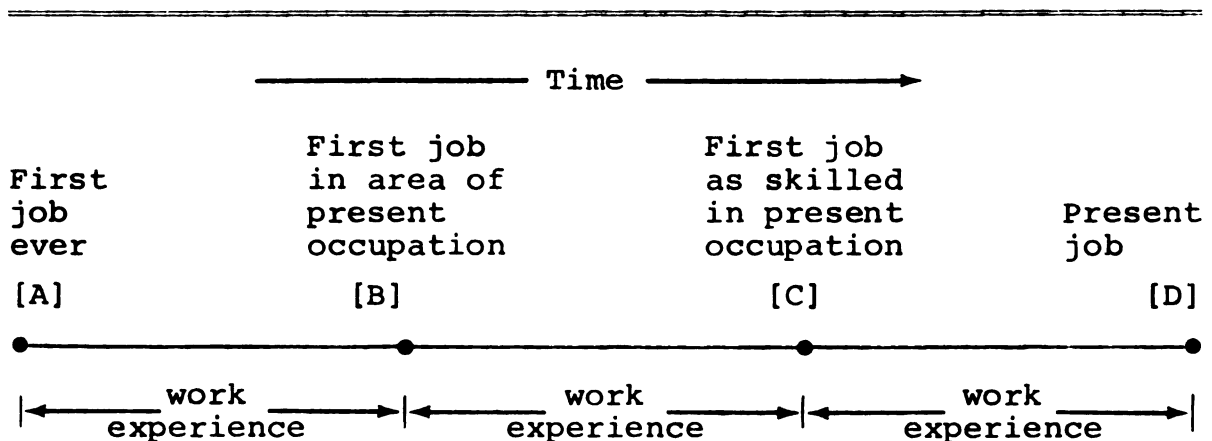 Time
First job
in area of
present
occupation
First job
as skilled
in present
occupation
First
job
ever
Present
job
[A] [B] [C] [D]
work experience
work experience
work experience